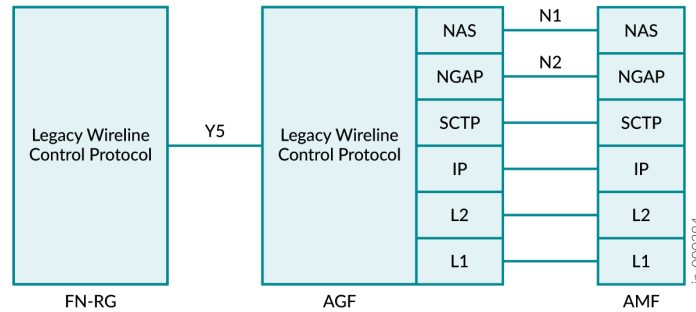 Legacy Wireline
Control Protocol
Y5
Legacy Wireline
Control Protocol
NAS
NGAP
SCTP
IP
L2
L1
N1
N2
NAS
NGAP
SCTP
IP
L2
L1
FN-RG
AGF
AMF